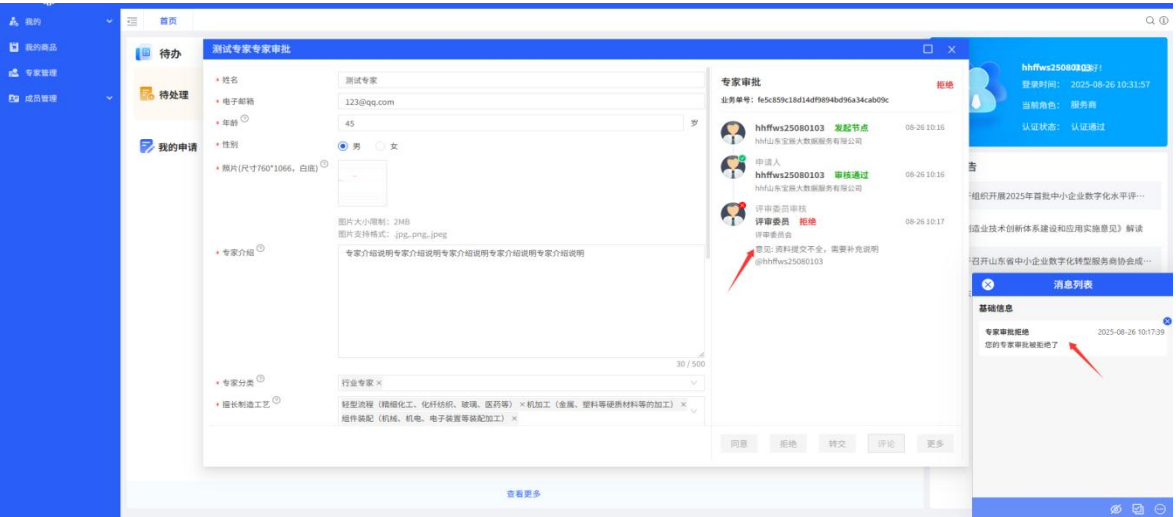 我的
我的商品
专家管理
成员管理
首页
待办
待处理
我的申请
测试专家专家审批
* 姓名
测试专家
* 电子邮箱
123@qq.com
* 年龄
45
岁
* 性别
男
女
* 照片(尺寸760*1066，白底)
图片大小限制：2MB
图片支持格式：.jpg,.png,.jpeg
* 专家介绍
专家介绍说明专家介绍说明专家介绍说明专家介绍说明专家介绍说明
30 / 500
* 专家分类
行业专家 ×
* 擅长制造工艺
轻型流程（精细化工、化纤纺织、玻璃、医药等） ×
机加工（金属、塑料等硬质材料等的加工） ×
组件装配（机械、机电、电子装置等装配加工） ×
专家审批
拒绝
业务单号：fe5c859c18d14df9894bd96a34cab09c
hhffws25080103 发起节点
08-26 10:16
hhf山东宝辰大数据服务有限公司
申请人
hhffws25080103 审核通过
08-26 10:16
hhf山东宝辰大数据服务有限公司
评审委员审核
评审委员 拒绝
08-26 10:17
评审委员会
意见: 资料提交不全，需要补充说明
@hhffws25080103
同意
拒绝
转交
评论
更多
查看更多
hhffws25080103
好!
登录时间： 2025-08-26 10:31:57
当前角色： 服务商
认证状态： 认证通过
告
组织开展2025年首批中小企业数字化水平评…
造业技术创新体系建设和应用实施意见》解读
召开山东省中小企业数字化转型服务商协会成…
消息列表
基础信息
专家审批拒绝
2025-08-26 10:17:39
您的专家审批被拒绝了